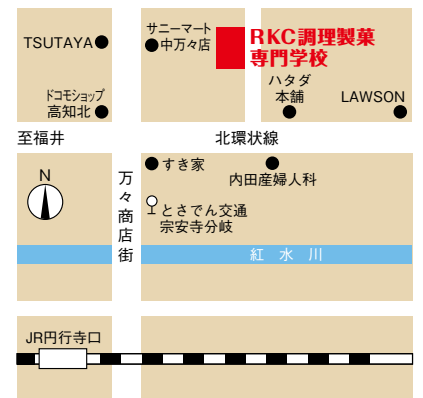 TSUTAYA
サニーマート
中万々店
RKC調理製菓
専門学校
ドコモショップ
高知北
ハタダ
本舗
LAWSON
至福井
北環状線
N
万々商店街
すき家
内田産婦人科
とさでん交通
宗安寺分岐
紅水川
JR円行寺口